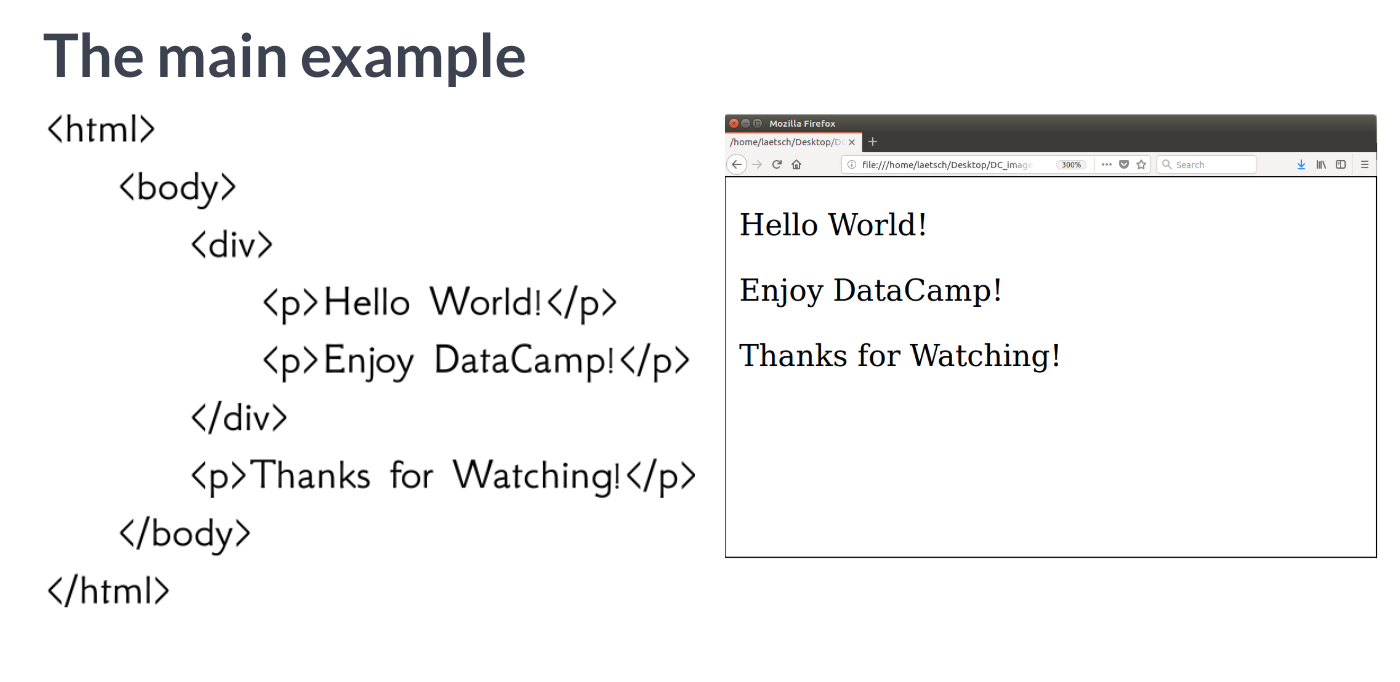 The main example
<html>
<body>
<div>
<p>Hello World!</p>
<p>Enjoy DataCamp!</p>
</div>
<p>Thanks for Watching!</p>
</body>
</html>
Mozilla Firefox
/home/laetsch/Desktop/DC
file:///home/laetsch/Desktop/DC_image 300% Search
Hello World!
Enjoy DataCamp!
Thanks for Watching!